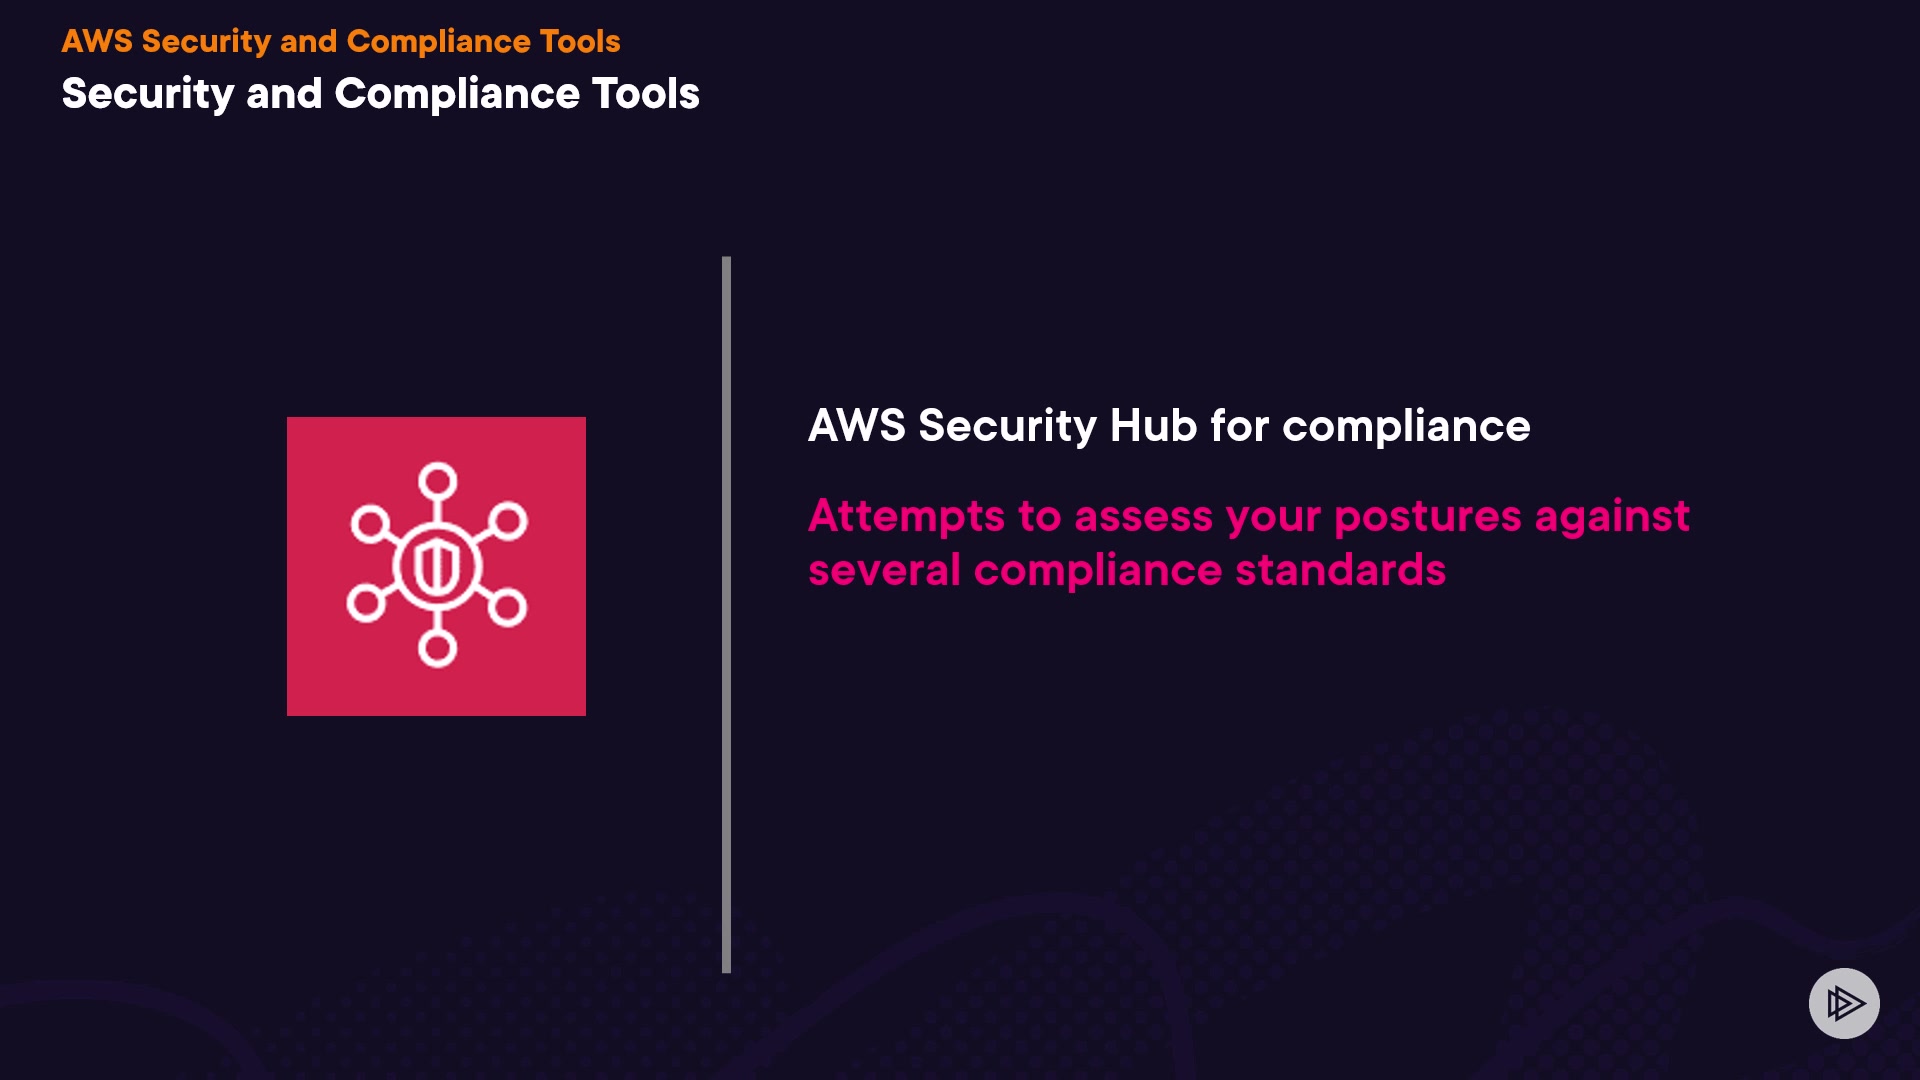 AWS Security and Compliance Tools
Security and Compliance Tools
AWS Security Hub for compliance
Attempts to assess your postures against
several compliance standards